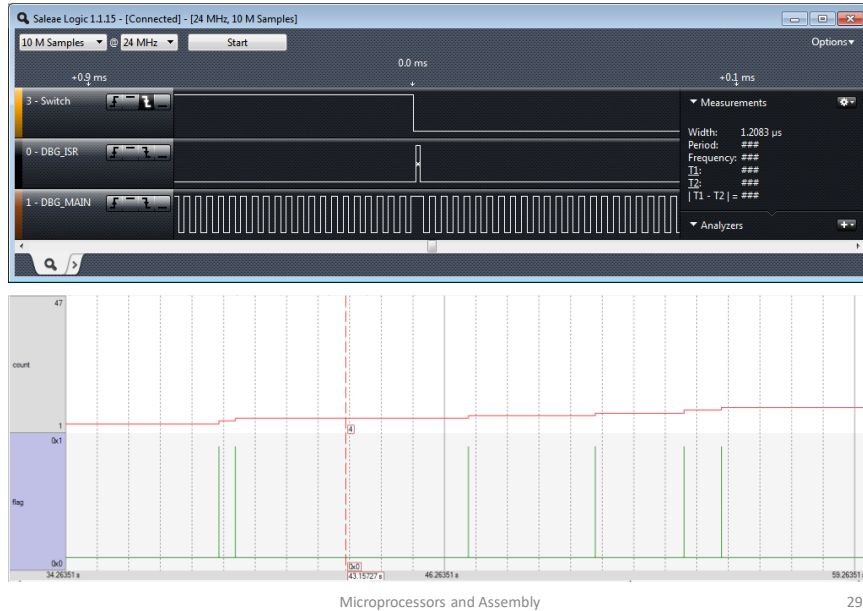 Saleae Logic 1.1.15 - [Connected] - [24 MHz, 10 M Samples]
10 M Samples @ 24 MHz Start Options
0.0 ms
+0.9 ms +0.1 ms
3 - Switch
0 - DBG_ISR
1 - DBG_MAIN
Measurements
Width: 1.2083 µs
Period: ###
Frequency: ###
T1: ###
T2: ###
| T1 - T2 | = ###
Analyzers
47
count
1
4
0x1
flag
0x0
0x0
34.26351 s 43.15727 s 46.26351 s 59.26351
Microprocessors and Assembly 29